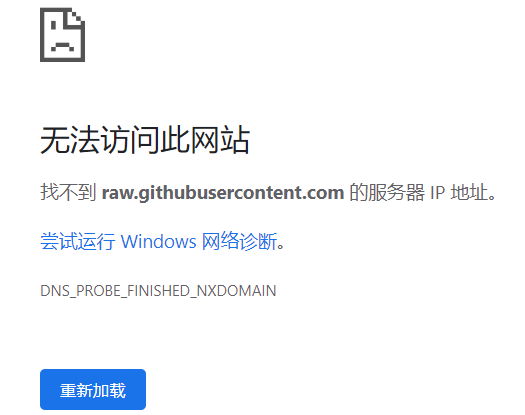 无法访问此网站
找不到 raw.githubusercontent.com 的服务器 IP 地址。
尝试运行 Windows 网络诊断。
DNS_PROBE_FINISHED_NXDOMAIN
重新加载